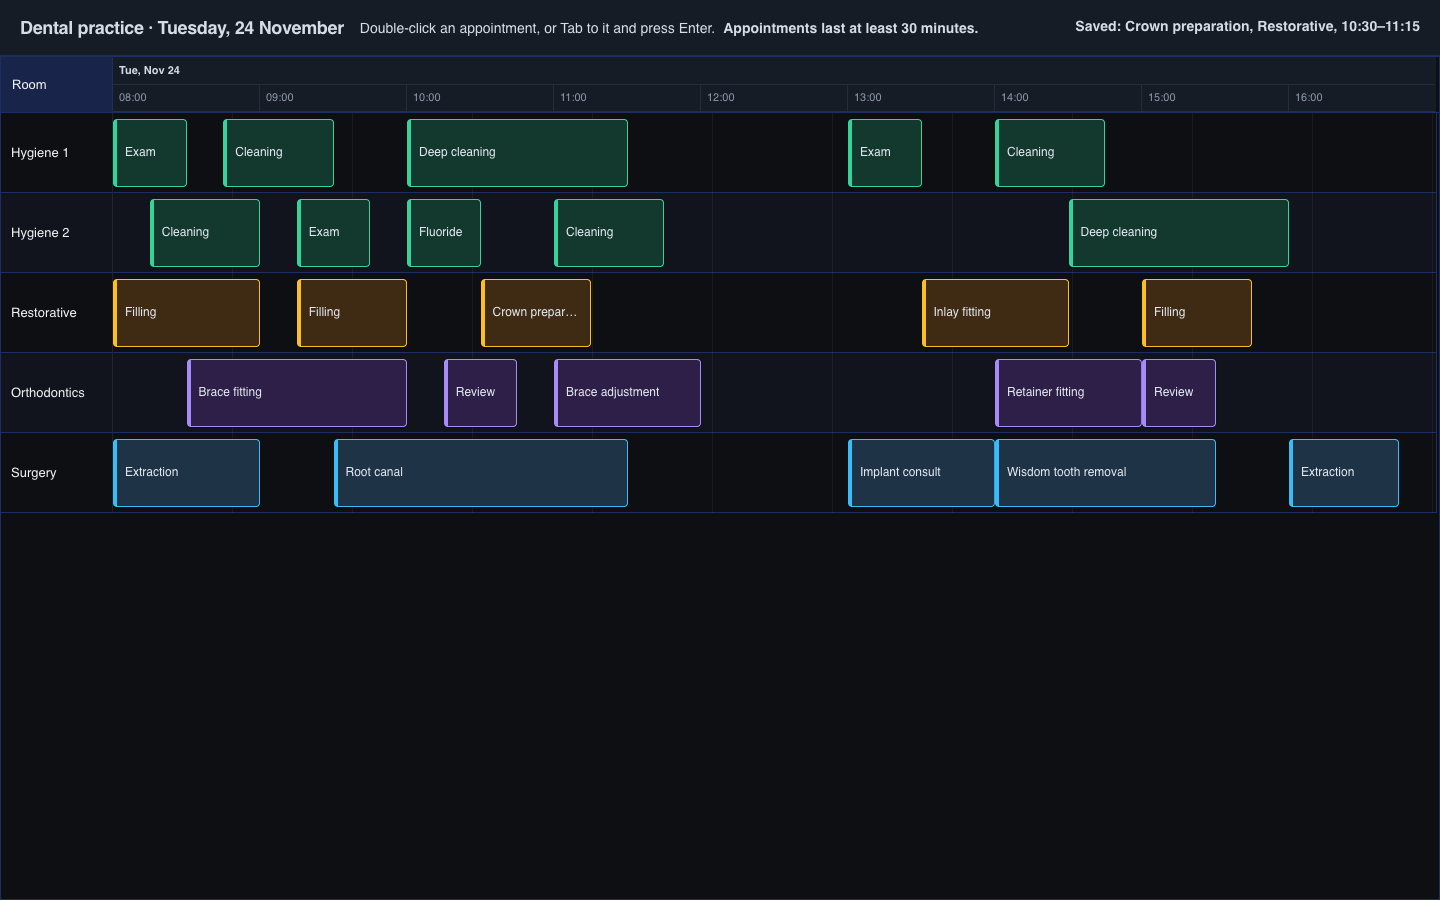 Dental practice · Tuesday, 24 November
Double-click an appointment, or Tab to it and press Enter. Appointments last at least 30 minutes.
Saved: Crown preparation, Restorative, 10:30–11:15
Room
Tue, Nov 24
08:00 09:00 10:00 11:00 12:00 13:00 14:00 15:00 16:00
Hygiene 1
Exam
Cleaning
Deep cleaning
Exam
Cleaning
Hygiene 2
Cleaning
Exam
Fluoride
Cleaning
Deep cleaning
Restorative
Filling
Filling
Crown prepar…
Inlay fitting
Filling
Orthodontics
Brace fitting
Review
Brace adjustment
Retainer fitting
Review
Surgery
Extraction
Root canal
Implant consult
Wisdom tooth removal
Extraction